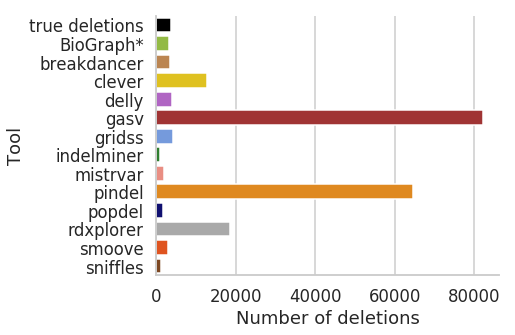 true deletions
BioGraph*
breakdancer
clever
delly
gasv
gridss
indelminer
mistrvar
pindel
popdel
rdxplorer
smoove
sniffles
Tool
0 20000 40000 60000 80000
Number of deletions